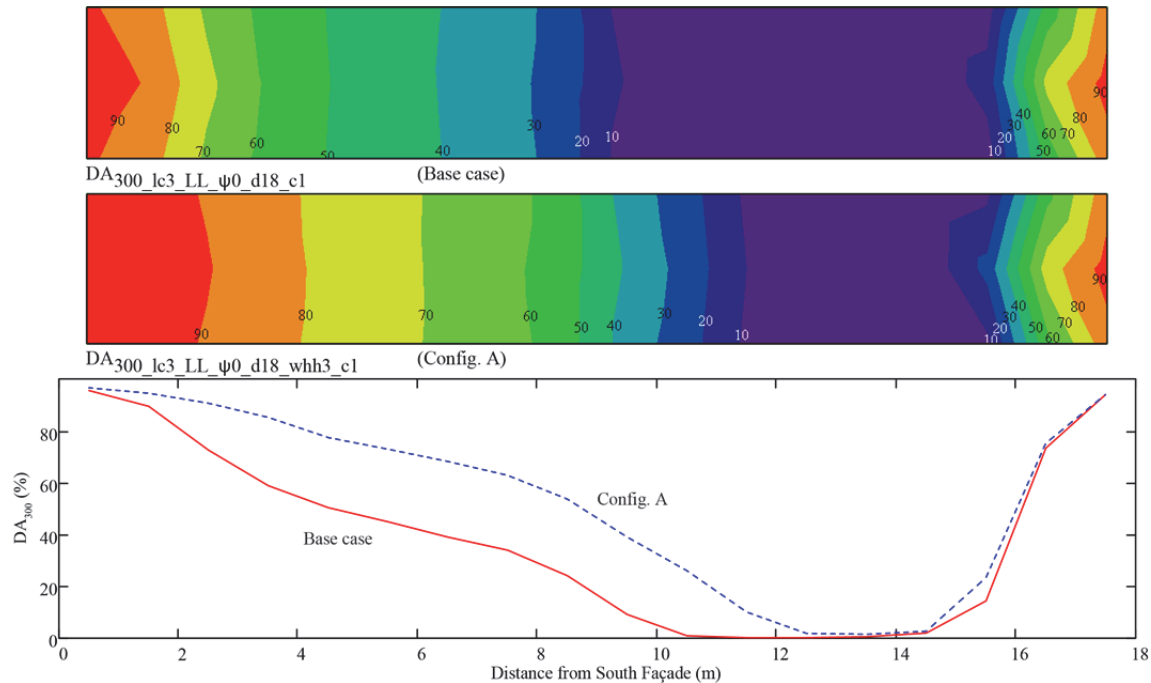 90 80 70 60 50 40 30 20 10 10 20 30 40 50 60 70 80 90
DA300_lc3_LL_ψ0_d18_c1 (Base case)
90 80 70 60 50 40 30 20 10 10 20 30 40 50 60 70 80 90
DA300_lc3_LL_ψ0_d18_whh3_c1 (Config. A)
80
60
40
20
0
DA300 (%)
Config. A
Base case
0 2 4 6 8 10 12 14 16 18
Distance from South Façade (m)